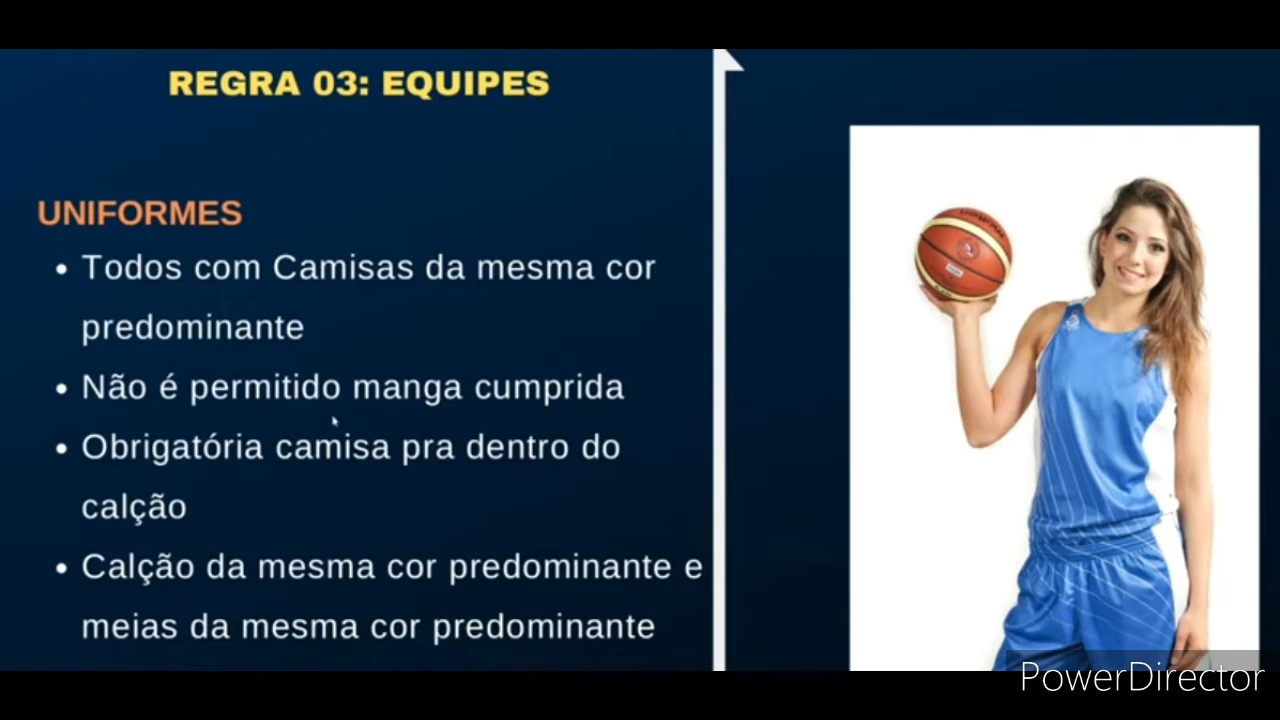 REGRA 03: EQUIPES
UNIFORMES
• Todos com Camisas da mesma cor
predominante
• Não é permitido manga cumprida
• Obrigatória camisa pra dentro do
calção
• Calção da mesma cor predominante e
meias da mesma cor predominante
PowerDirector